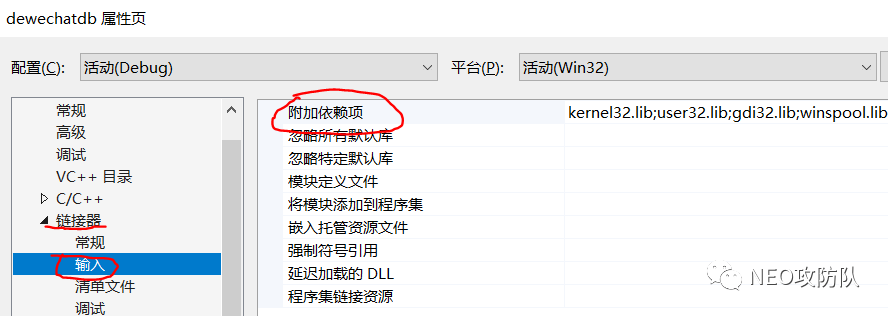 dewechatdb 属性页
配置(C): 活动(Debug) 平台(P): 活动(Win32)
常规
高级
调试
VC++ 目录
C/C++
链接器
常规
输入
清单文件
调试
附加依赖项 kernel32.lib;user32.lib;gdi32.lib;winspool.lib
忽略所有默认库
忽略特定默认库
模块定义文件
将模块添加到程序集
嵌入托管资源文件
强制符号引用
延迟加载的 DLL
程序集链接资源
NEO攻防队